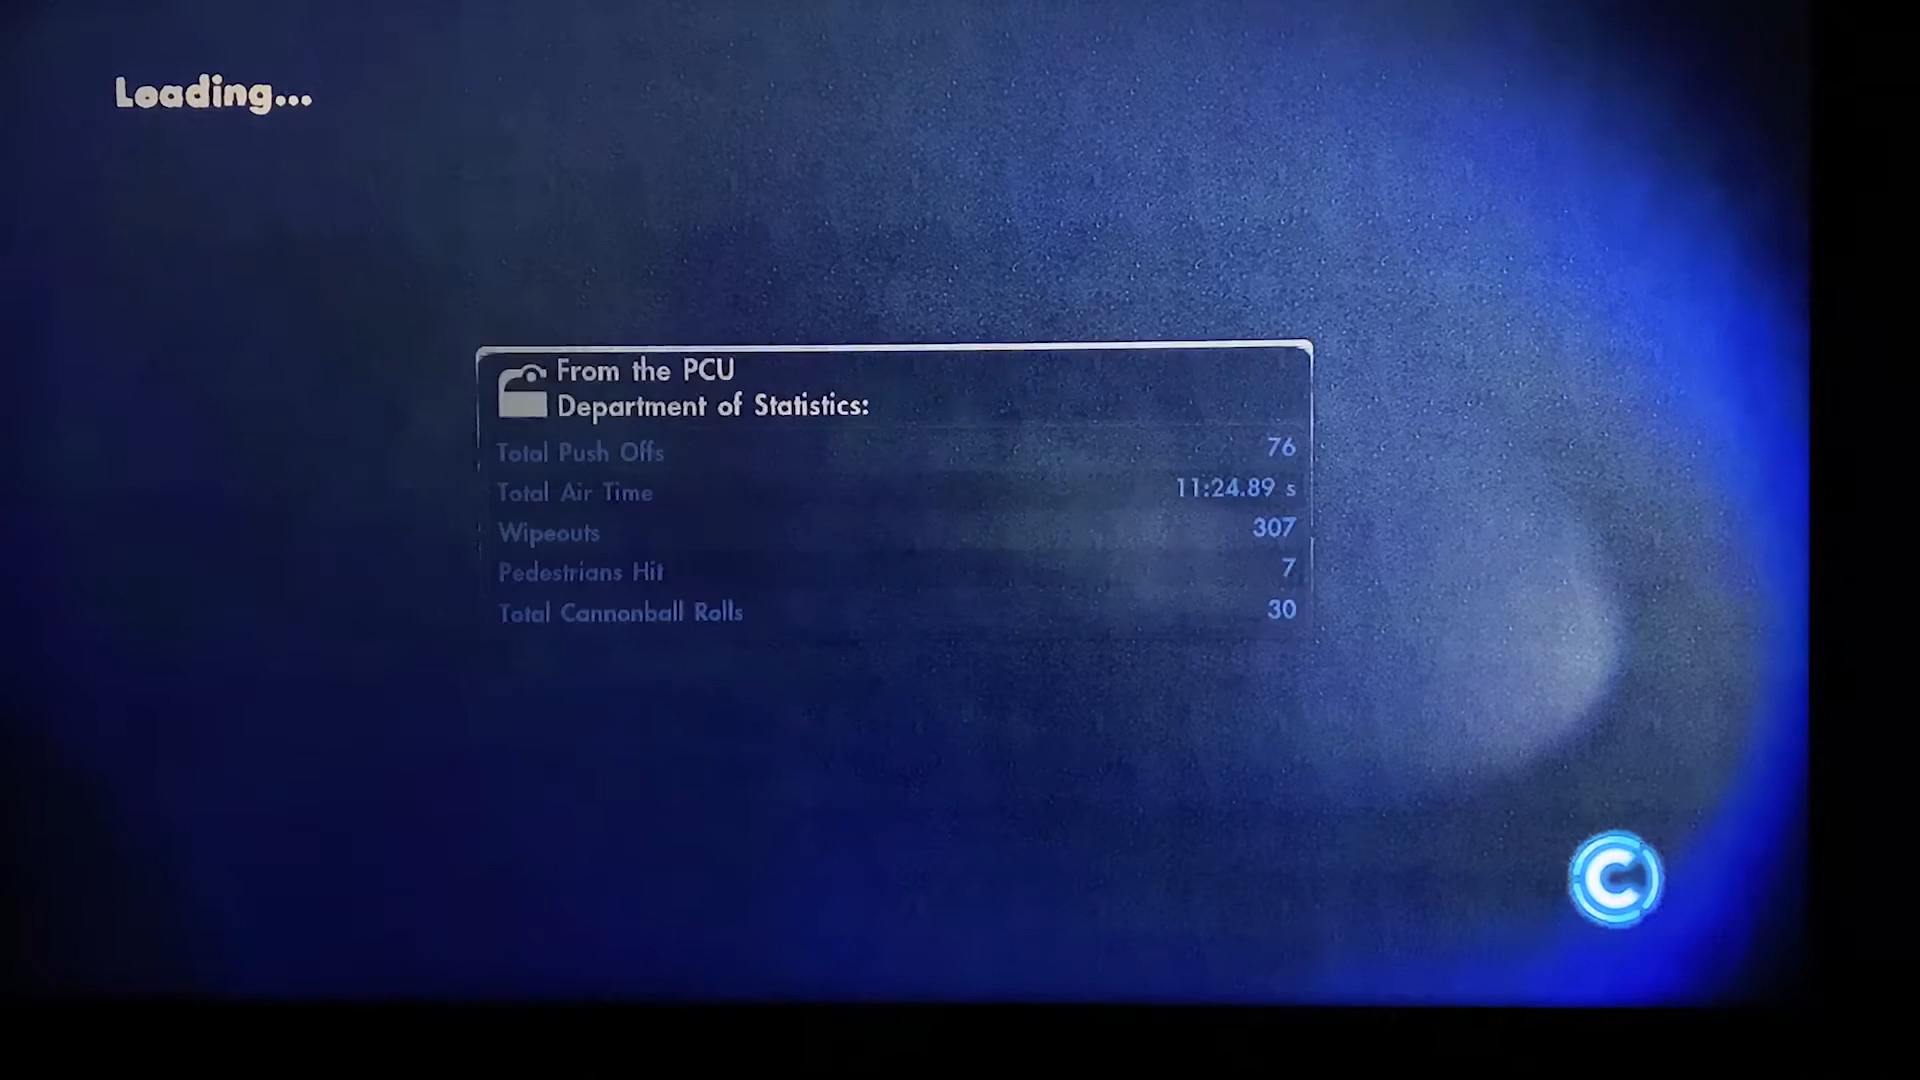 Loading...
From the PCU
Department of Statistics:
Total Push Offs 76
Total Air Time 11:24.89 s
Wipeouts 307
Pedestrians Hit 7
Total Cannonball Rolls 30
C